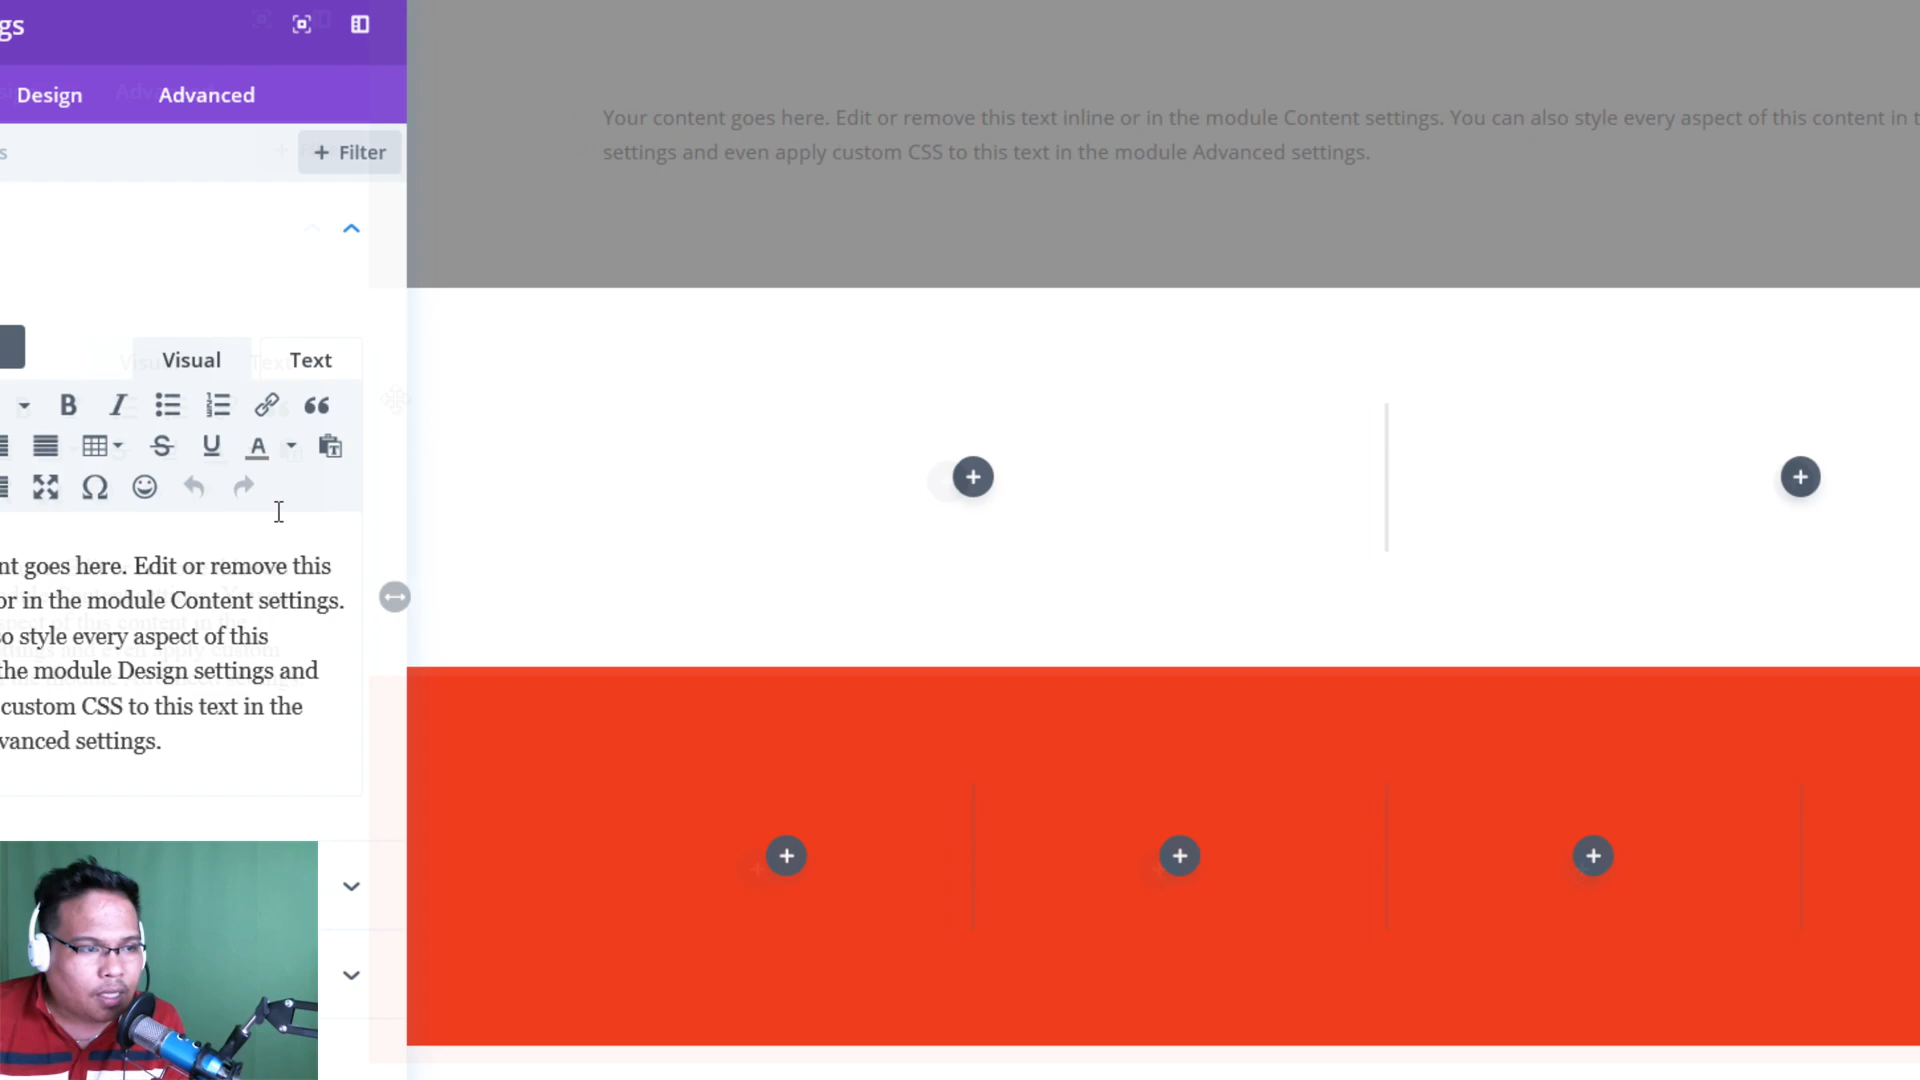 gs
Design
Advanced
s
+ Filter
Your content goes here. Edit or remove this text inline or in the module Content settings. You can also style every aspect of this content in t
settings and even apply custom CSS to this text in the module Advanced settings.
Visual
Text
nt goes here. Edit or remove this
or in the module Content settings.
o style every aspect of this
the module Design settings and
custom CSS to this text in the
vanced settings.